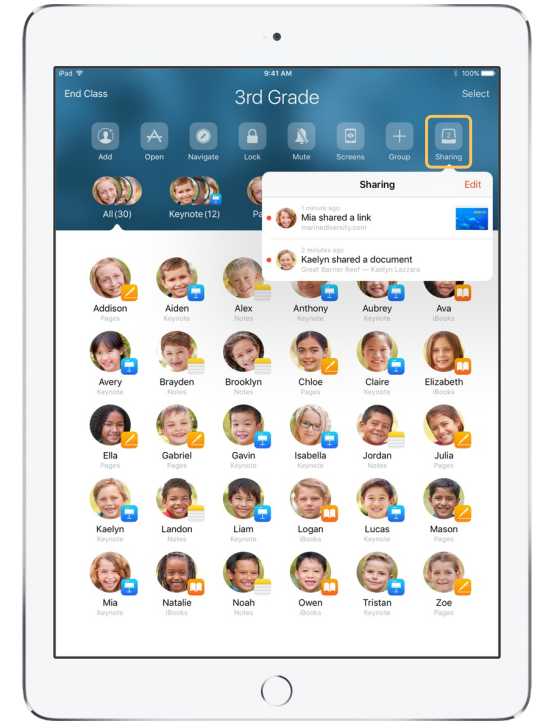 iPad 9:41 AM 100%
End Class 3rd Grade Select
Add Open Navigate Lock Mute Screens Group Sharing
All (30) Keynote (12)
Sharing Edit
1 minute ago
Mia shared a link
marinediversity.com
2 minutes ago
Kaelyn shared a document
Great Barrier Reef — Kaelyn Lazzara
Addison Aiden Alex Anthony Aubrey Ava
Pages Keynote Notes Keynote Keynote iBooks
Avery Brayden Brooklyn Chloe Claire Elizabeth
Keynote Notes Notes Pages Keynote iBooks
Ella Gabriel Gavin Isabella Jordan Julia
Pages Pages Keynote Keynote Notes Pages
Kaelyn Landon Liam Logan Lucas Mason
Keynote Notes Keynote iBooks Keynote Pages
Mia Natalie Noah Owen Tristan Zoe
Keynote iBooks Notes iBooks Keynote Pages